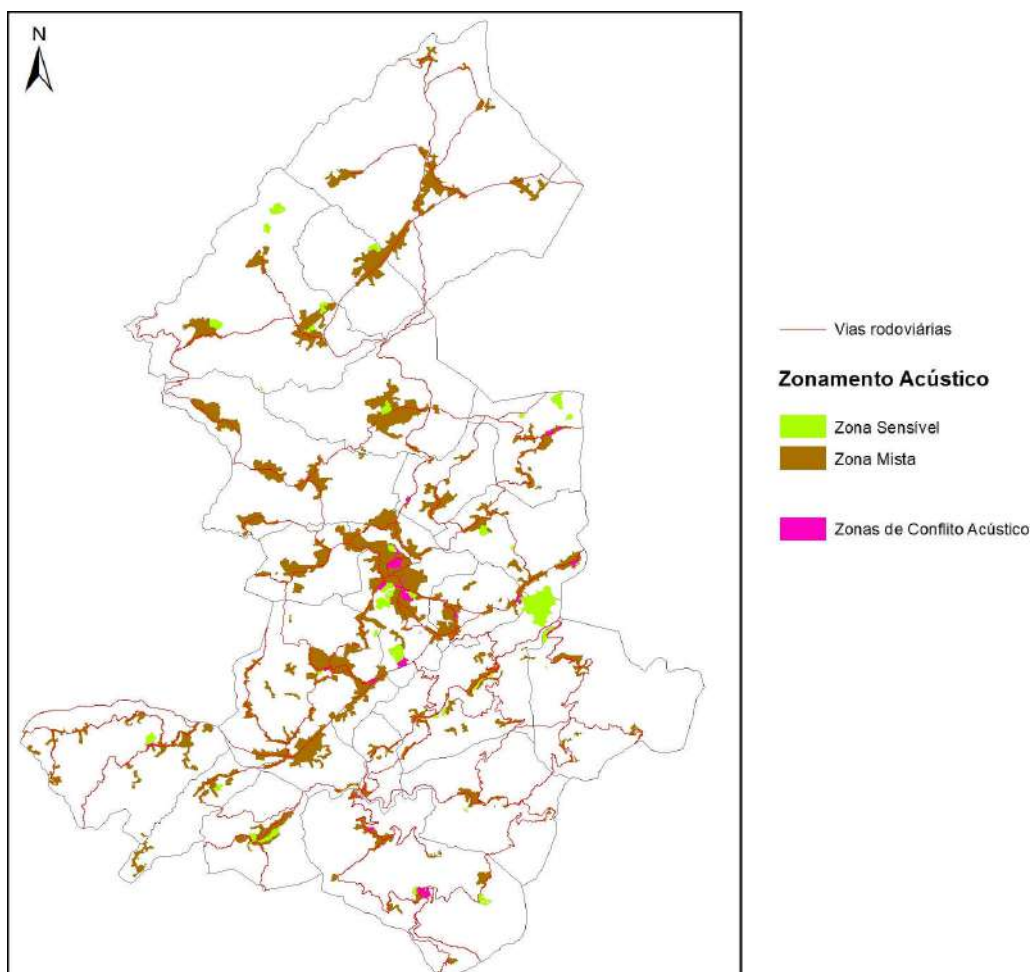 N
Vias rodoviárias
Zonamento Acústico
Zona Sensível
Zona Mista
Zonas de Conflito Acústico